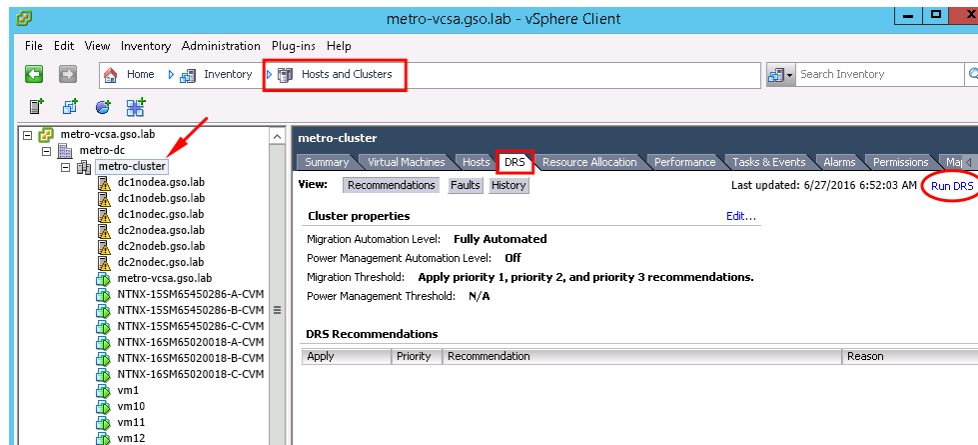 metro-vcsa.gso.lab - vSphere Client
File Edit View Inventory Administration Plug-ins Help
Home Inventory Hosts and Clusters Search Inventory
metro-vcsa.gso.lab
metro-dc
metro-cluster
dc1nodea.gso.lab
dc1nodeb.gso.lab
dc1nodec.gso.lab
dc2nodea.gso.lab
dc2nodeb.gso.lab
dc2nodec.gso.lab
metro-vcsa.gso.lab
NTNX-15SM65450286-A-CVM
NTNX-15SM65450286-B-CVM
NTNX-15SM65450286-C-CVM
NTNX-16SM65020018-A-CVM
NTNX-16SM65020018-B-CVM
NTNX-16SM65020018-C-CVM
vm1
vm10
vm11
vm12
metro-cluster
Summary Virtual Machines Hosts DRS Resource Allocation Performance Tasks & Events Alarms Permissions Ma
View: Recommendations Faults History Last updated: 6/27/2016 6:52:03 AM Run DRS
Cluster properties Edit...
Migration Automation Level: Fully Automated
Power Management Automation Level: Off
Migration Threshold: Apply priority 1, priority 2, and priority 3 recommendations.
Power Management Threshold: N/A
DRS Recommendations
Apply Priority Recommendation Reason